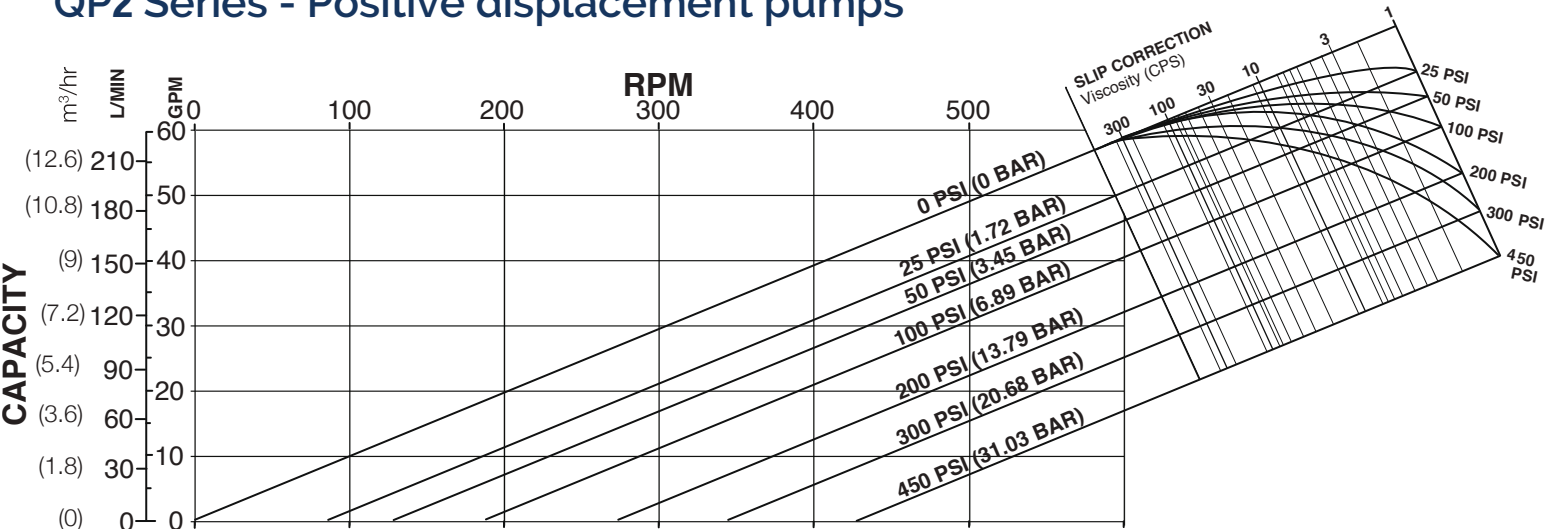 QP2 Series - Positive displacement pumps
SLIP CORRECTION
Viscosity (CPS)
300 100 30 10 3 1
25 PSI
50 PSI
100 PSI
200 PSI
300 PSI
450
PSI
RPM
0 100 200 300 400 500
m³/hr L/MIN GPM
CAPACITY
60
(12.6) 210
50
(10.8) 180
(9) 150 40
(7.2) 120 30
(5.4) 90
20
(3.6) 60
(1.8) 30 10
(0) 0 0
0 PSI (0 BAR)
25 PSI (1.72 BAR)
50 PSI (3.45 BAR)
100 PSI (6.89 BAR)
200 PSI (13.79 BAR)
300 PSI (20.68 BAR)
450 PSI (31.03 BAR)